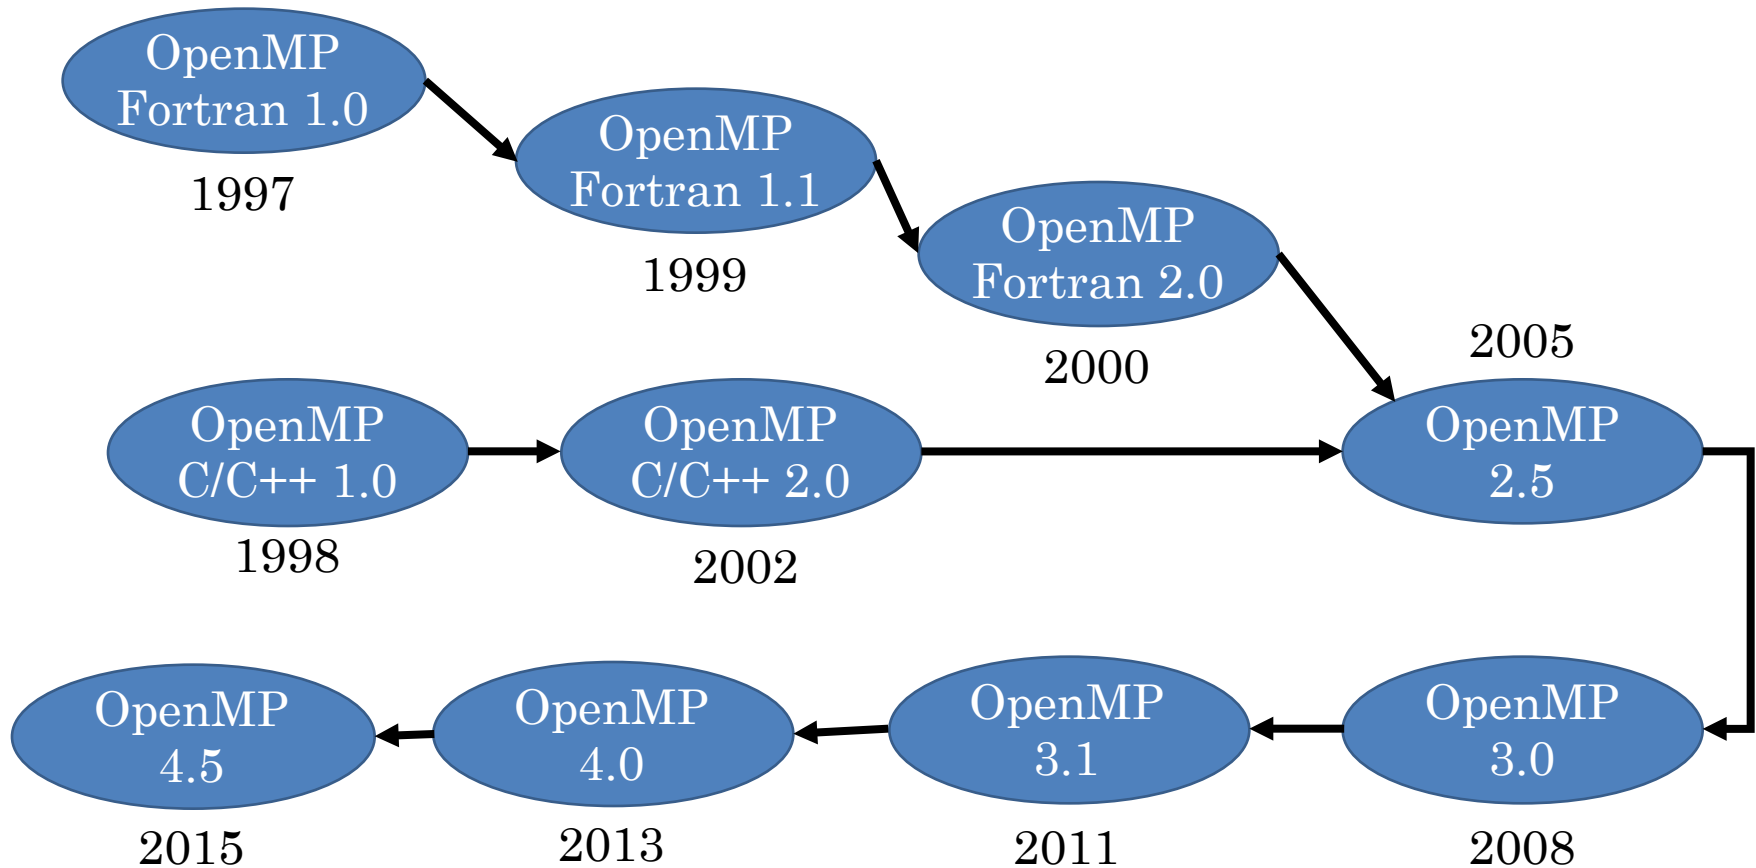 OpenMP
Fortran 1.0
1997
OpenMP
Fortran 1.1
1999
OpenMP
Fortran 2.0
2000
2005
OpenMP
C/C++ 1.0
1998
OpenMP
C/C++ 2.0
2002
OpenMP
2.5
OpenMP
4.5
2015
OpenMP
4.0
2013
OpenMP
3.1
2011
OpenMP
3.0
2008